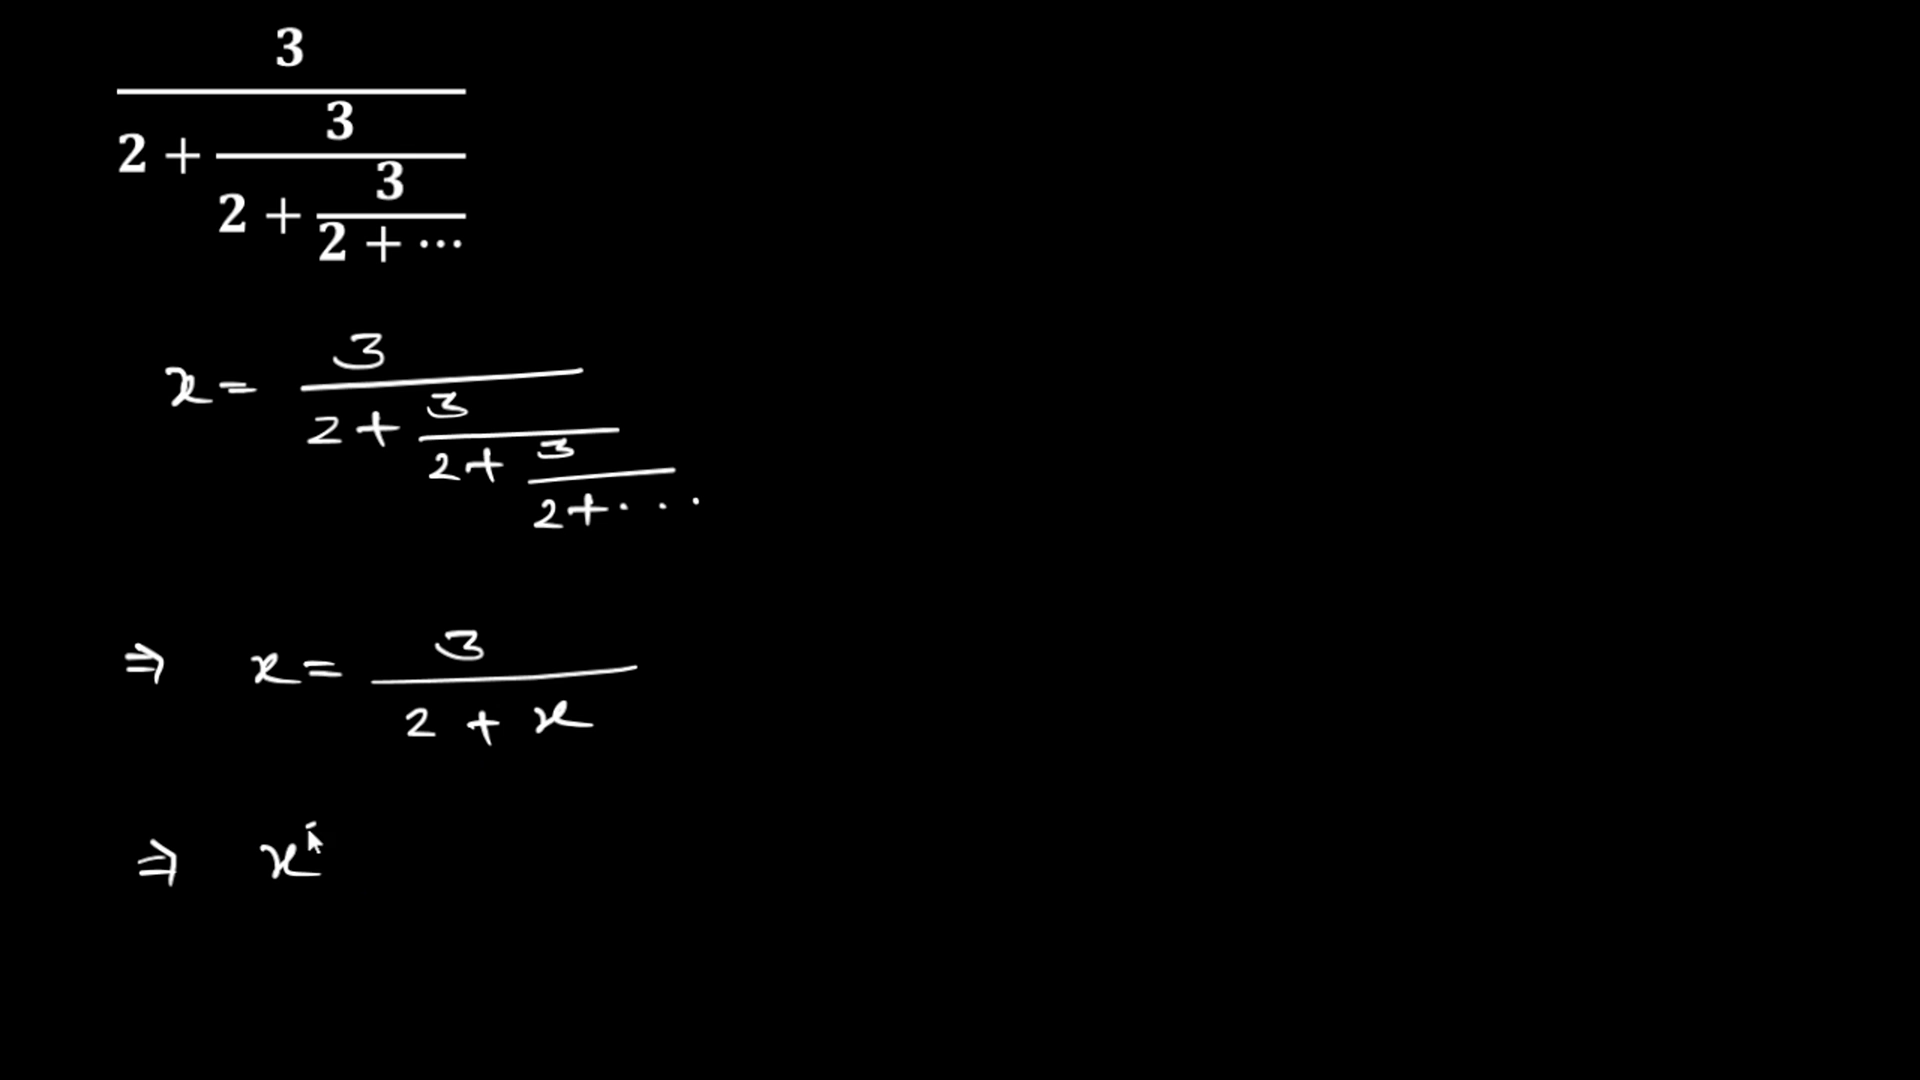 3
2 + 3
2 + 3
2 + ⋯
x = 3
2 + 3
2 + 3
2 + . . .
⇒ x = 3
2 + x
⇒ x